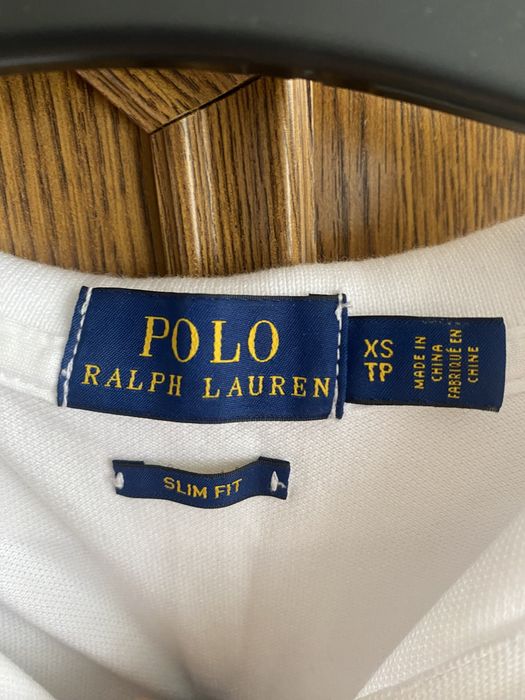 POLO
RALPH LAUREN
XS
TP
MADE IN
CHINA
FABRIQUÉ EN
CHINE
SLIM FIT